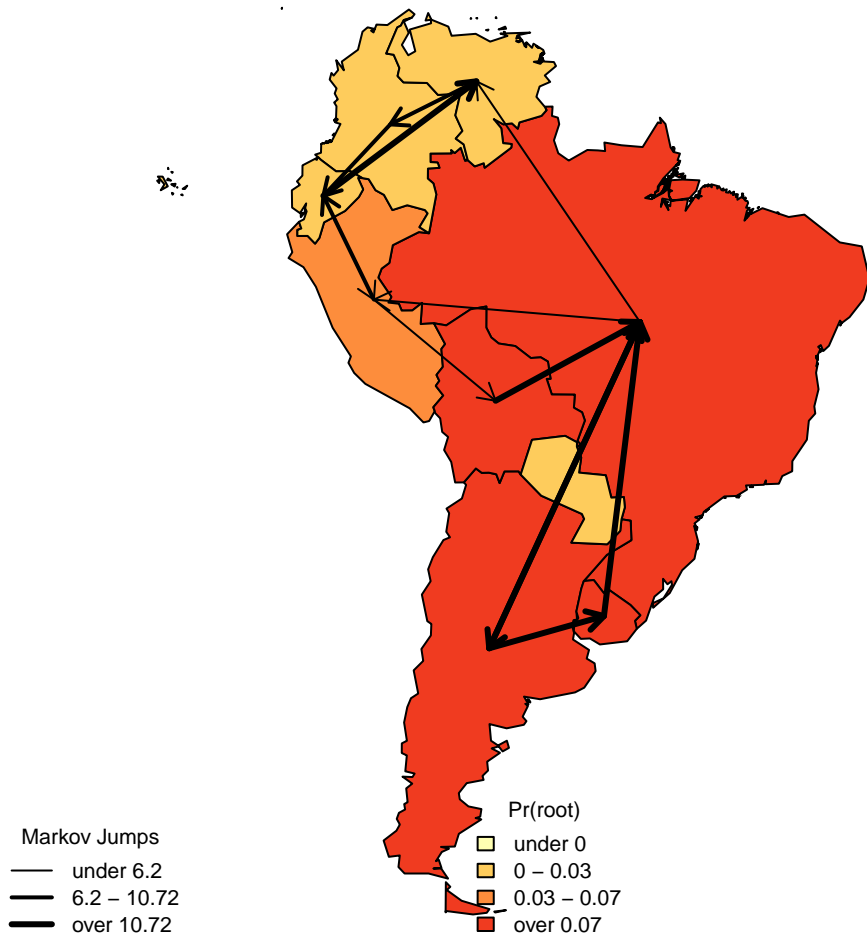 Markov Jumps
under 6.2
6.2 – 10.72
over 10.72
Pr(root)
under 0
0 – 0.03
0.03 – 0.07
over 0.07